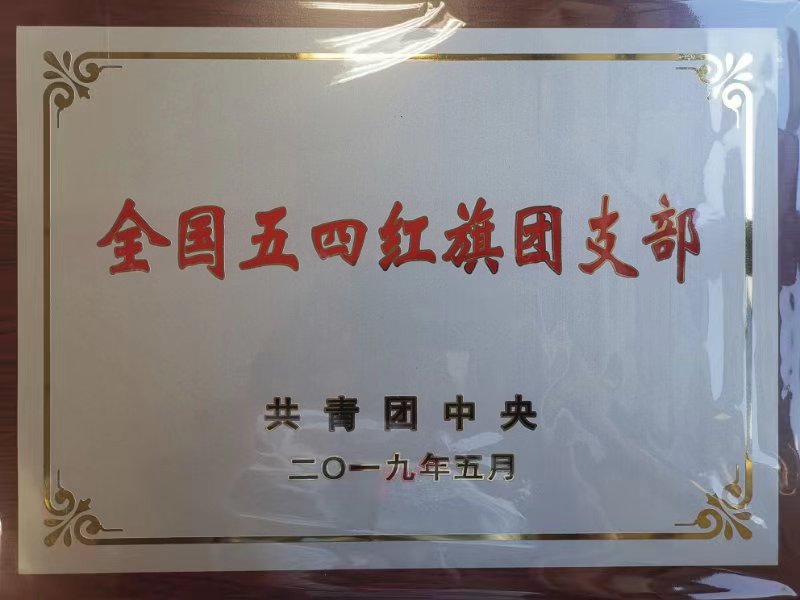 全国五四红旗团支部
共青团中央
二〇一九年五月